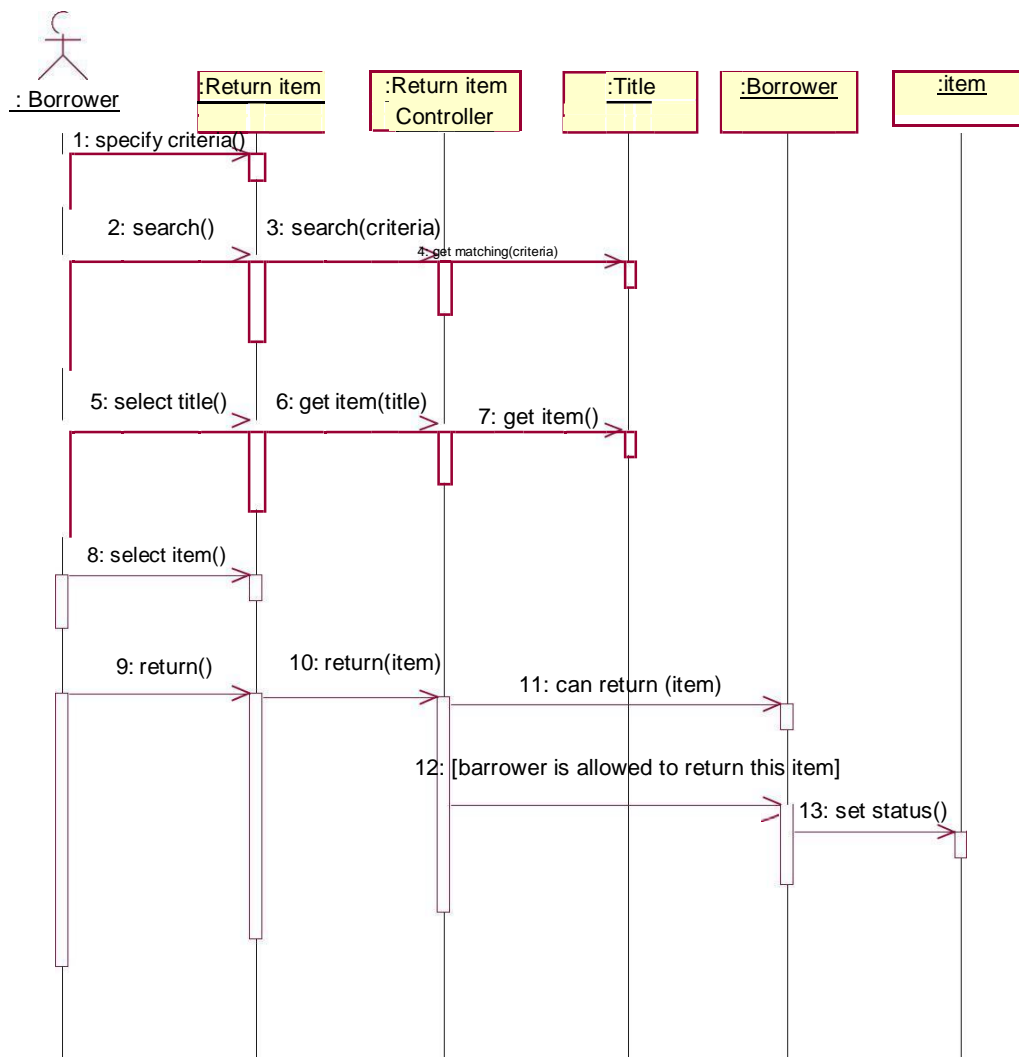 : Borrower
:Return item
:Return item
Controller
:Title
:Borrower
:item
1: specify criteria()
2: search()
3: search(criteria)
4: get matching(criteria)
5: select title()
6: get item(title)
7: get item()
8: select item()
9: return()
10: return(item)
11: can return (item)
12: [barrower is allowed to return this item]
13: set status()